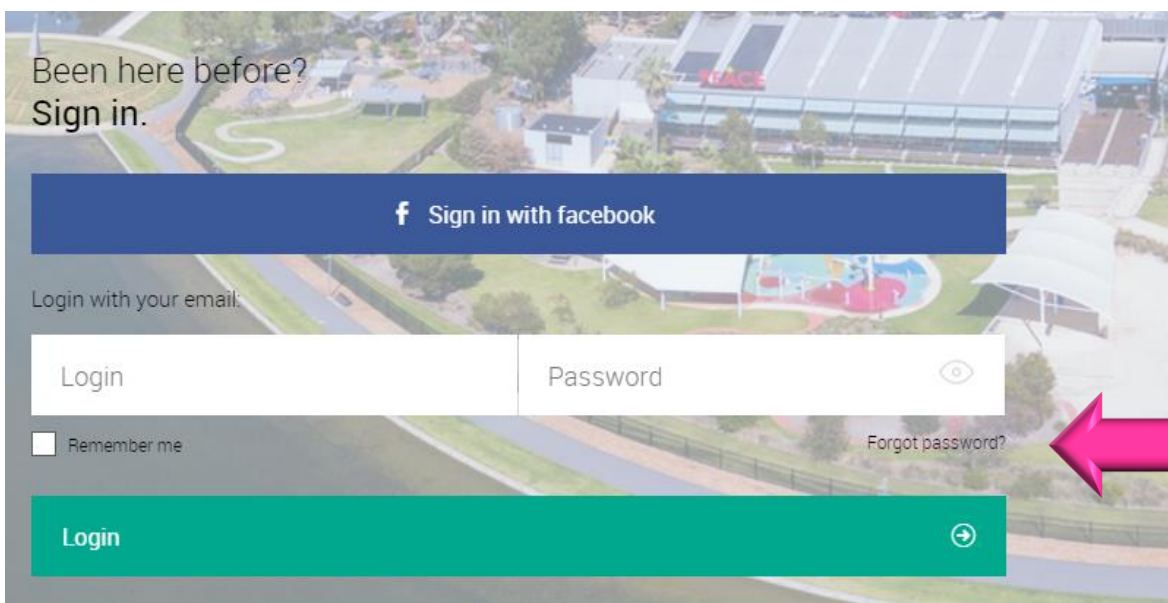 Been here before?
Sign in.
Sign in with facebook
Login with your email:
Login
Password
Remember me
Forgot password?
Login